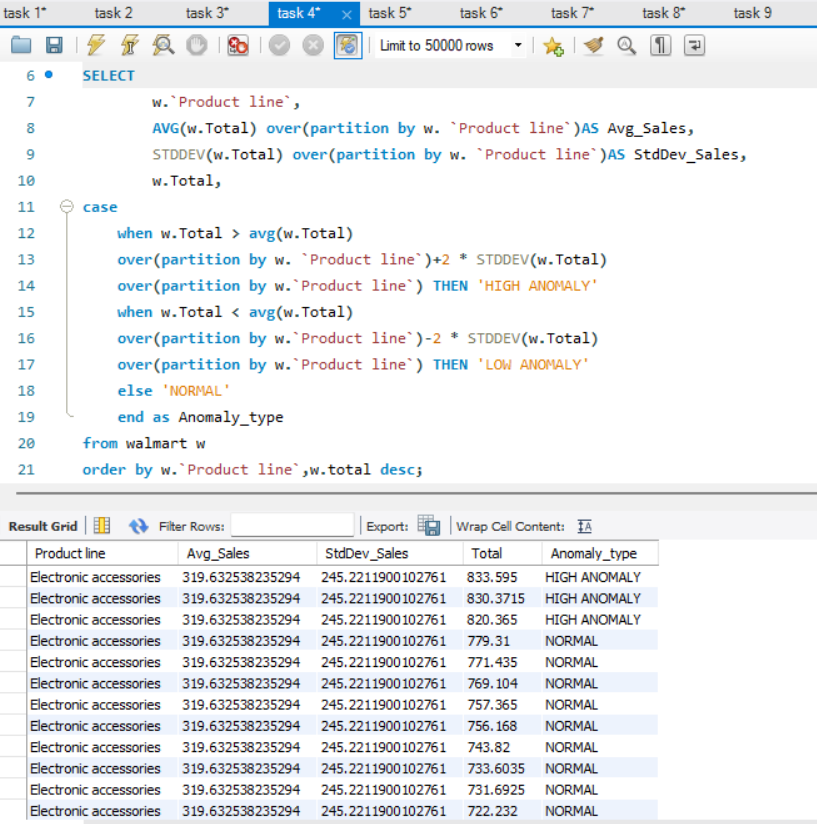 task 1* task 2 task 3* task 4* task 5* task 6* task 7* task 8* task 9
Limit to 50000 rows
6 SELECT
7 w.`Product line`,
8 AVG(w.Total) over(partition by w. `Product line`)AS Avg_Sales,
9 STDDEV(w.Total) over(partition by w. `Product line`)AS StdDev_Sales,
10 w.Total,
11 case
12 when w.Total > avg(w.Total)
13 over(partition by w. `Product line`)+2 * STDDEV(w.Total)
14 over(partition by w.`Product line`) THEN 'HIGH ANOMALY'
15 when w.Total < avg(w.Total)
16 over(partition by w.`Product line`)-2 * STDDEV(w.Total)
17 over(partition by w.`Product line`) THEN 'LOW ANOMALY'
18 else 'NORMAL'
19 end as Anomaly_type
20 from walmart w
21 order by w.`Product line`,w.total desc;
Result Grid Filter Rows: Export: Wrap Cell Content:
Product line Avg_Sales StdDev_Sales Total Anomaly_type
Electronic accessories 319.632538235294 245.2211900102761 833.595 HIGH ANOMALY
Electronic accessories 319.632538235294 245.2211900102761 830.3715 HIGH ANOMALY
Electronic accessories 319.632538235294 245.2211900102761 820.365 HIGH ANOMALY
Electronic accessories 319.632538235294 245.2211900102761 779.31 NORMAL
Electronic accessories 319.632538235294 245.2211900102761 771.435 NORMAL
Electronic accessories 319.632538235294 245.2211900102761 769.104 NORMAL
Electronic accessories 319.632538235294 245.2211900102761 757.365 NORMAL
Electronic accessories 319.632538235294 245.2211900102761 756.168 NORMAL
Electronic accessories 319.632538235294 245.2211900102761 743.82 NORMAL
Electronic accessories 319.632538235294 245.2211900102761 733.6035 NORMAL
Electronic accessories 319.632538235294 245.2211900102761 731.6925 NORMAL
Electronic accessories 319.632538235294 245.2211900102761 722.232 NORMAL